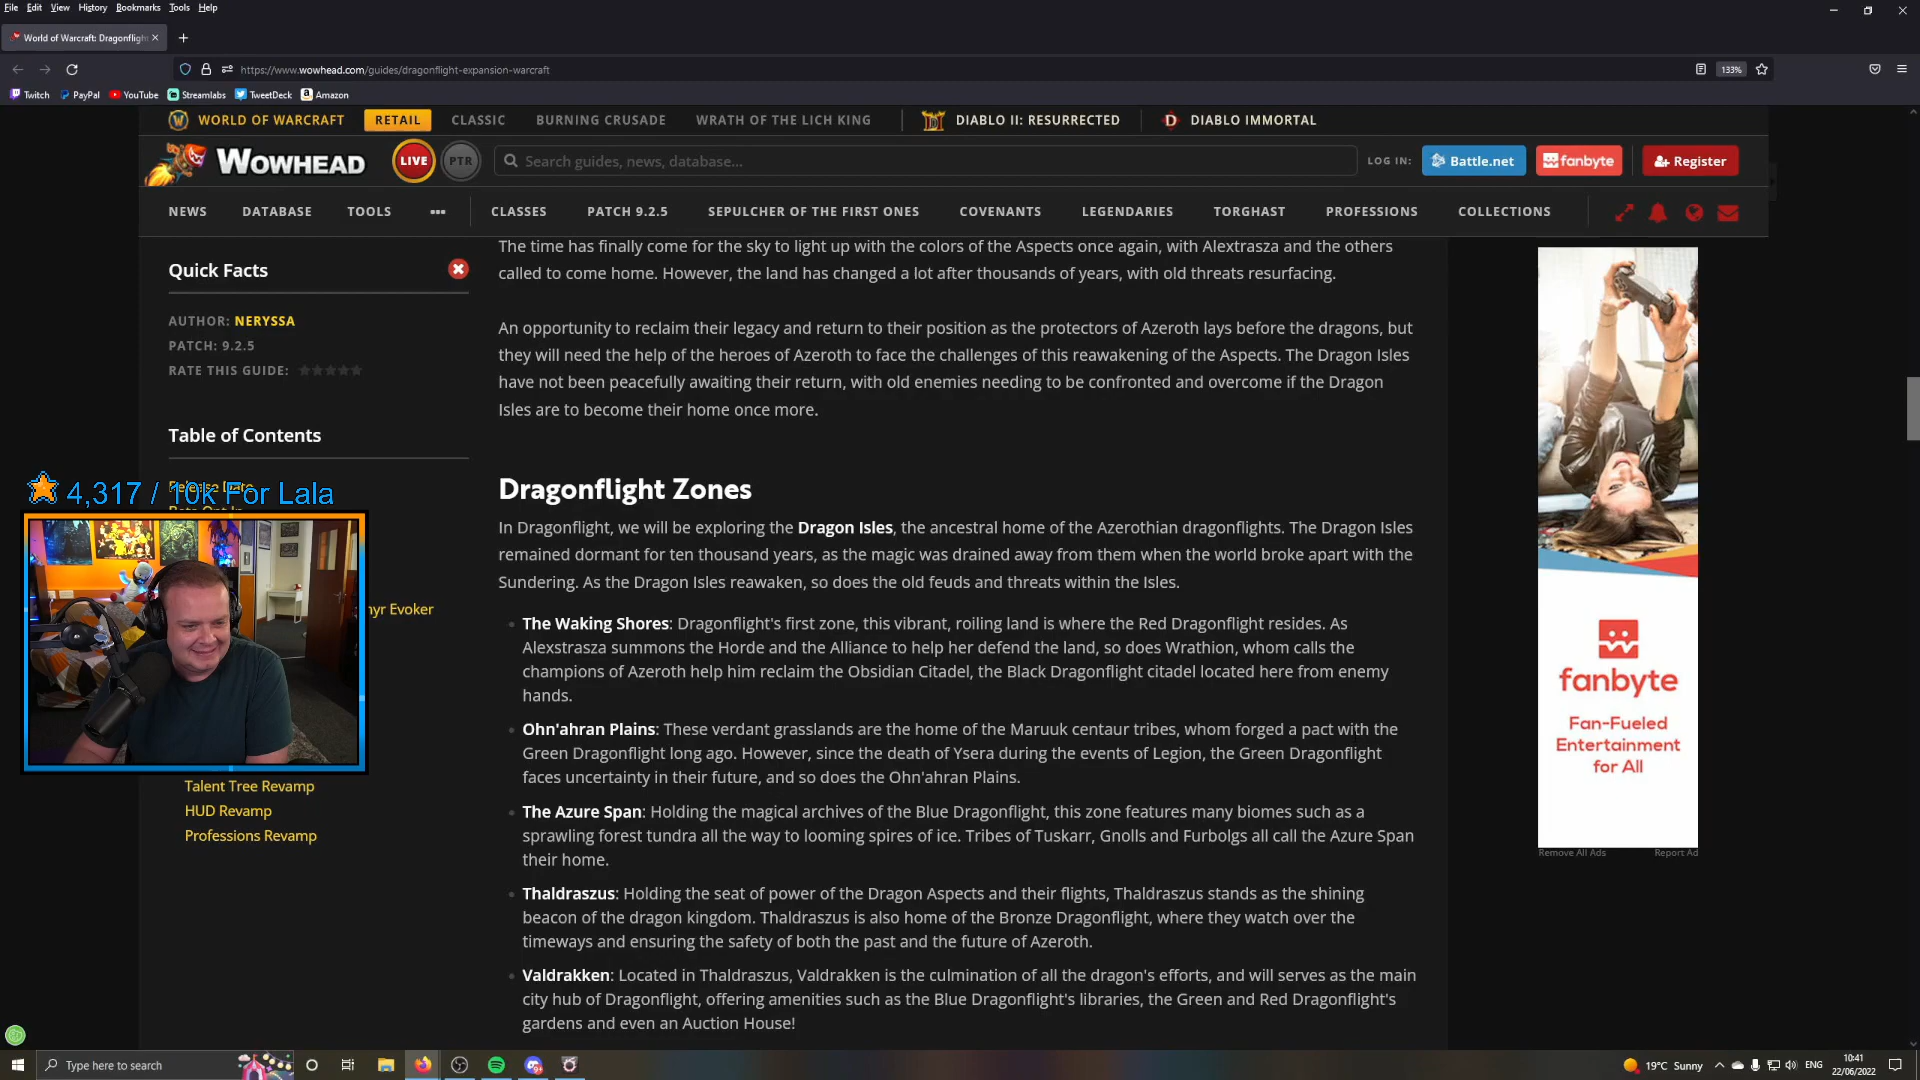 File Edit View History Bookmarks Tools Help
World of Warcraft: Dragonfligh
https://www.wowhead.com/guides/dragonflight-expansion-warcraft
133%
Twitch PayPal YouTube Streamlabs TweetDeck Amazon
WORLD OF WARCRAFT RETAIL CLASSIC BURNING CRUSADE WRATH OF THE LICH KING DIABLO II: RESURRECTED DIABLO IMMORTAL
WOWHEAD LIVE PTR Search guides, news, database... LOG IN: Battle.net fanbyte Register
NEWS DATABASE TOOLS ••• CLASSES PATCH 9.2.5 SEPULCHER OF THE FIRST ONES COVENANTS LEGENDARIES TORGHAST PROFESSIONS COLLECTIONS
Quick Facts
AUTHOR: NERYSSA
PATCH: 9.2.5
RATE THIS GUIDE:
Table of Contents
4,317 / 10k For Lala
nyr Evoker
Talent Tree Revamp
HUD Revamp
Professions Revamp
The time has finally come for the sky to light up with the colors of the Aspects once again, with Alextrasza and the others
called to come home. However, the land has changed a lot after thousands of years, with old threats resurfacing.
An opportunity to reclaim their legacy and return to their position as the protectors of Azeroth lays before the dragons, but
they will need the help of the heroes of Azeroth to face the challenges of this reawakening of the Aspects. The Dragon Isles
have not been peacefully awaiting their return, with old enemies needing to be confronted and overcome if the Dragon
Isles are to become their home once more.
Dragonflight Zones
In Dragonflight, we will be exploring the Dragon Isles, the ancestral home of the Azerothian dragonflights. The Dragon Isles
remained dormant for ten thousand years, as the magic was drained away from them when the world broke apart with the
Sundering. As the Dragon Isles reawaken, so does the old feuds and threats within the Isles.
The Waking Shores: Dragonflight's first zone, this vibrant, roiling land is where the Red Dragonflight resides. As
Alexstrasza summons the Horde and the Alliance to help her defend the land, so does Wrathion, whom calls the
champions of Azeroth help him reclaim the Obsidian Citadel, the Black Dragonflight citadel located here from enemy
hands.
Ohn'ahran Plains: These verdant grasslands are the home of the Maruuk centaur tribes, whom forged a pact with the
Green Dragonflight long ago. However, since the death of Ysera during the events of Legion, the Green Dragonflight
faces uncertainty in their future, and so does the Ohn'ahran Plains.
The Azure Span: Holding the magical archives of the Blue Dragonflight, this zone features many biomes such as a
sprawling forest tundra all the way to looming spires of ice. Tribes of Tuskarr, Gnolls and Furbolgs all call the Azure Span
their home.
Thaldraszus: Holding the seat of power of the Dragon Aspects and their flights, Thaldraszus stands as the shining
beacon of the dragon kingdom. Thaldraszus is also home of the Bronze Dragonflight, where they watch over the
timeways and ensuring the safety of both the past and the future of Azeroth.
Valdrakken: Located in Thaldraszus, Valdrakken is the culmination of all the dragon's efforts, and will serves as the main
city hub of Dragonflight, offering amenities such as the Blue Dragonflight's libraries, the Green and Red Dragonflight's
gardens and even an Auction House!
fanbyte
Fan-Fueled
Entertainment
for All
Remove All Ads Report Ad
Type here to search
19°C Sunny ENG
10:41
22/06/2022